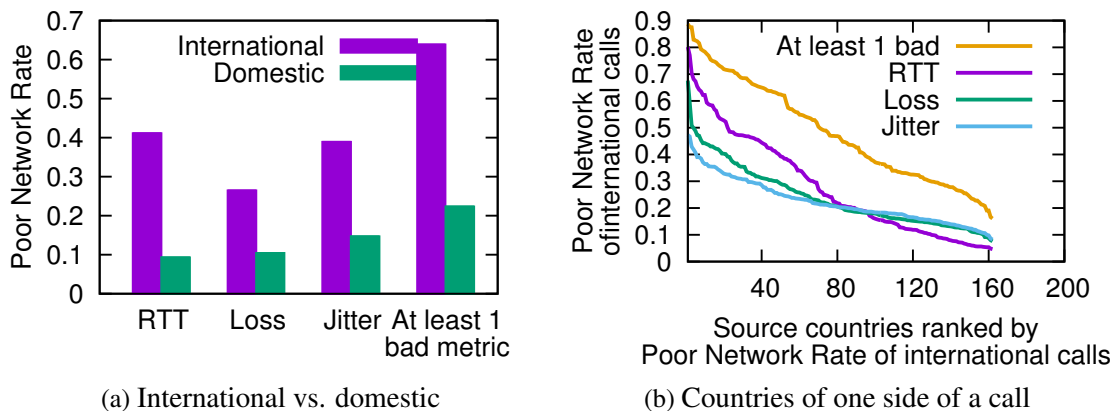 0.7
0.6
0.5
0.4
0.3
0.2
0.1
0
Poor Network Rate
International
Domestic
RTT
Loss
Jitter
At least 1
bad metric
(a) International vs. domestic
0.9
0.8
0.7
0.6
0.5
0.4
0.3
0.2
0.1
0
Poor Network Rate
ofinternational calls
At least 1 bad
RTT
Loss
Jitter
40
80
120
160
200
Source countries ranked by
Poor Network Rate of international calls
(b) Countries of one side of a call